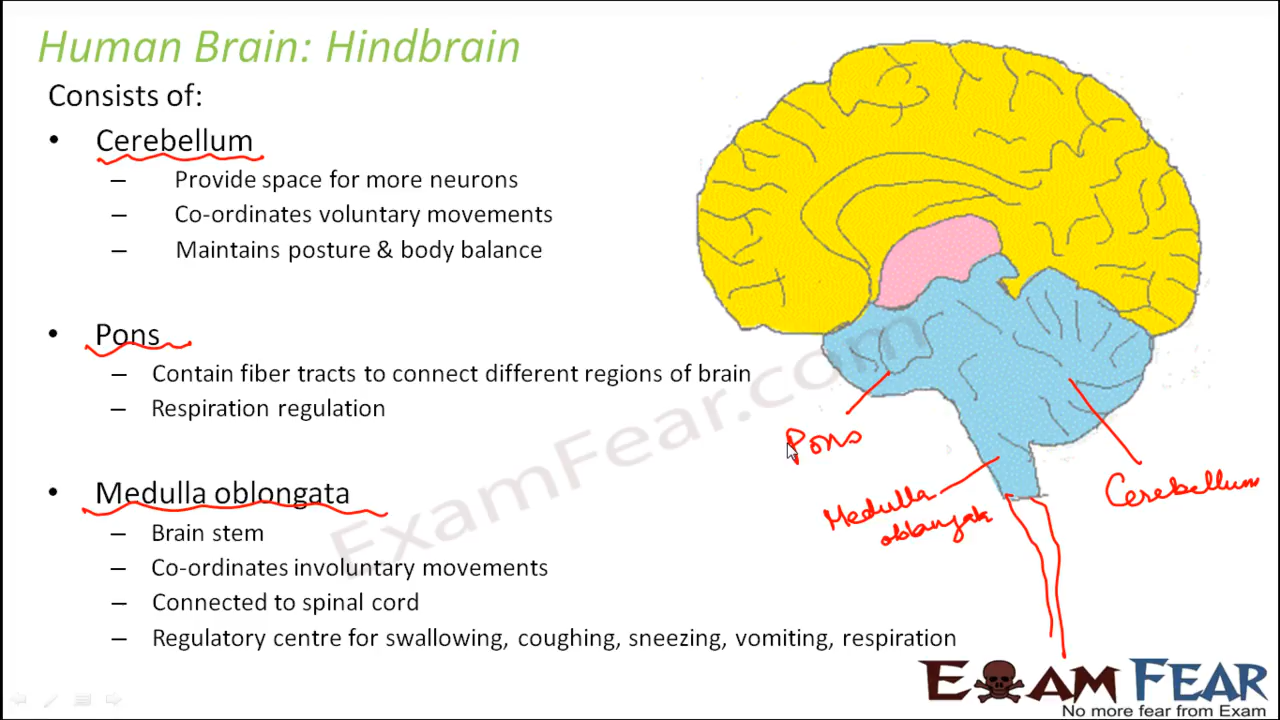 Human Brain: Hindbrain
Consists of:
• Cerebellum
– Provide space for more neurons
– Co-ordinates voluntary movements
– Maintains posture & body balance
• Pons
– Contain fiber tracts to connect different regions of brain
– Respiration regulation
• Medulla oblongata
– Brain stem
– Co-ordinates involuntary movements
– Connected to spinal cord
– Regulatory centre for swallowing, coughing, sneezing, vomiting, respiration
Pons
Medulla
Cerebellum
ExamFear.com
EXAM FEAR
No more fear from Exam